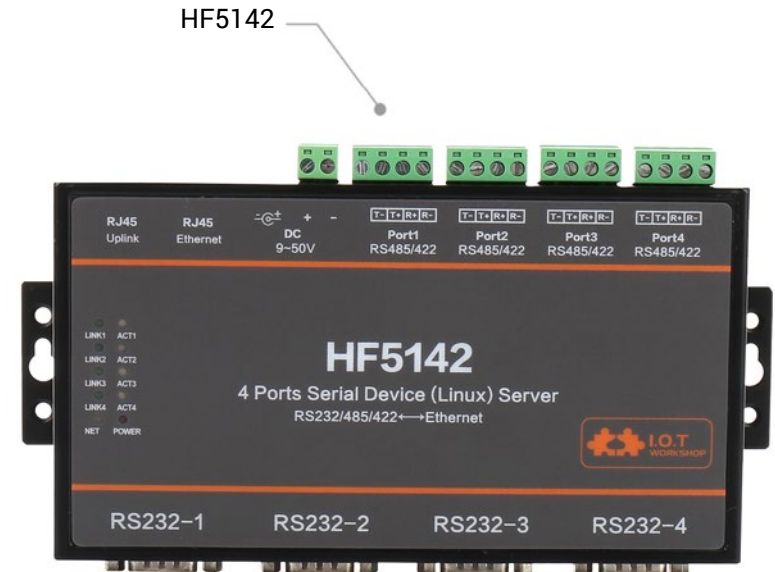 HF5142
RJ45
Uplink
RJ45
Ethernet
+ -
DC
9~50V
T- T+ R+ R-
Port1
RS485/422
T- T+ R+ R-
Port2
RS485/422
T- T+ R+ R-
Port3
RS485/422
T- T+ R+ R-
Port4
RS485/422
LINK1 ACT1
LINK2 ACT2
LINK3 ACT3
LINK4 ACT4
NET POWER
HF5142
4 Ports Serial Device (Linux) Server
RS232/485/422←→Ethernet
I.O.T
WORKSHOP
RS232-1 RS232-2 RS232-3 RS232-4